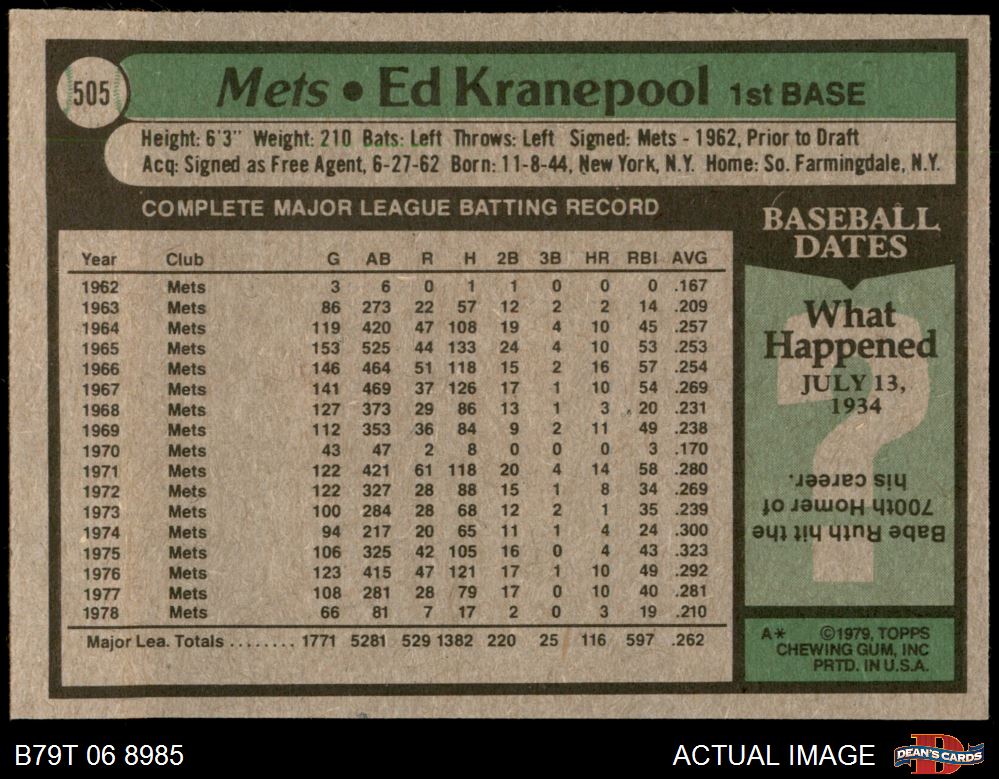 505
Mets • Ed Kranepool 1st BASE
Height: 6'3" Weight: 210 Bats: Left Throws: Left Signed: Mets - 1962, Prior to Draft
Acq: Signed as Free Agent, 6-27-62 Born: 11-8-44, New York, N.Y. Home: So. Farmingdale, N.Y.
COMPLETE MAJOR LEAGUE BATTING RECORD
Year Club G AB R H 2B 3B HR RBI AVG
1962 Mets 3 6 0 1 1 0 0 0 .167
1963 Mets 86 273 22 57 12 2 2 14 .209
1964 Mets 119 420 47 108 19 4 10 45 .257
1965 Mets 153 525 44 133 24 4 10 53 .253
1966 Mets 146 464 51 118 15 2 16 57 .254
1967 Mets 141 469 37 126 17 1 10 54 .269
1968 Mets 127 373 29 86 13 1 3 20 .231
1969 Mets 112 353 36 84 9 2 11 49 .238
1970 Mets 43 47 2 8 0 0 0 3 .170
1971 Mets 122 421 61 118 20 4 14 58 .280
1972 Mets 122 327 28 88 15 1 8 34 .269
1973 Mets 100 284 28 68 12 2 1 35 .239
1974 Mets 94 217 20 65 11 1 4 24 .300
1975 Mets 106 325 42 105 16 0 4 43 .323
1976 Mets 123 415 47 121 17 1 10 49 .292
1977 Mets 108 281 28 79 17 0 10 40 .281
1978 Mets 66 81 7 17 2 0 3 19 .210
Major Lea. Totals ........ 1771 5281 529 1382 220 25 116 597 .262
BASEBALL
DATES
What
Happened
JULY 13,
1934
?
Babe Ruth hit the
700th Homer of
his career.
A* ©1979, TOPPS
CHEWING GUM, INC
PRTD. IN U.S.A.
B79T 06 8985
ACTUAL IMAGE
D
DEAN'S CARDS